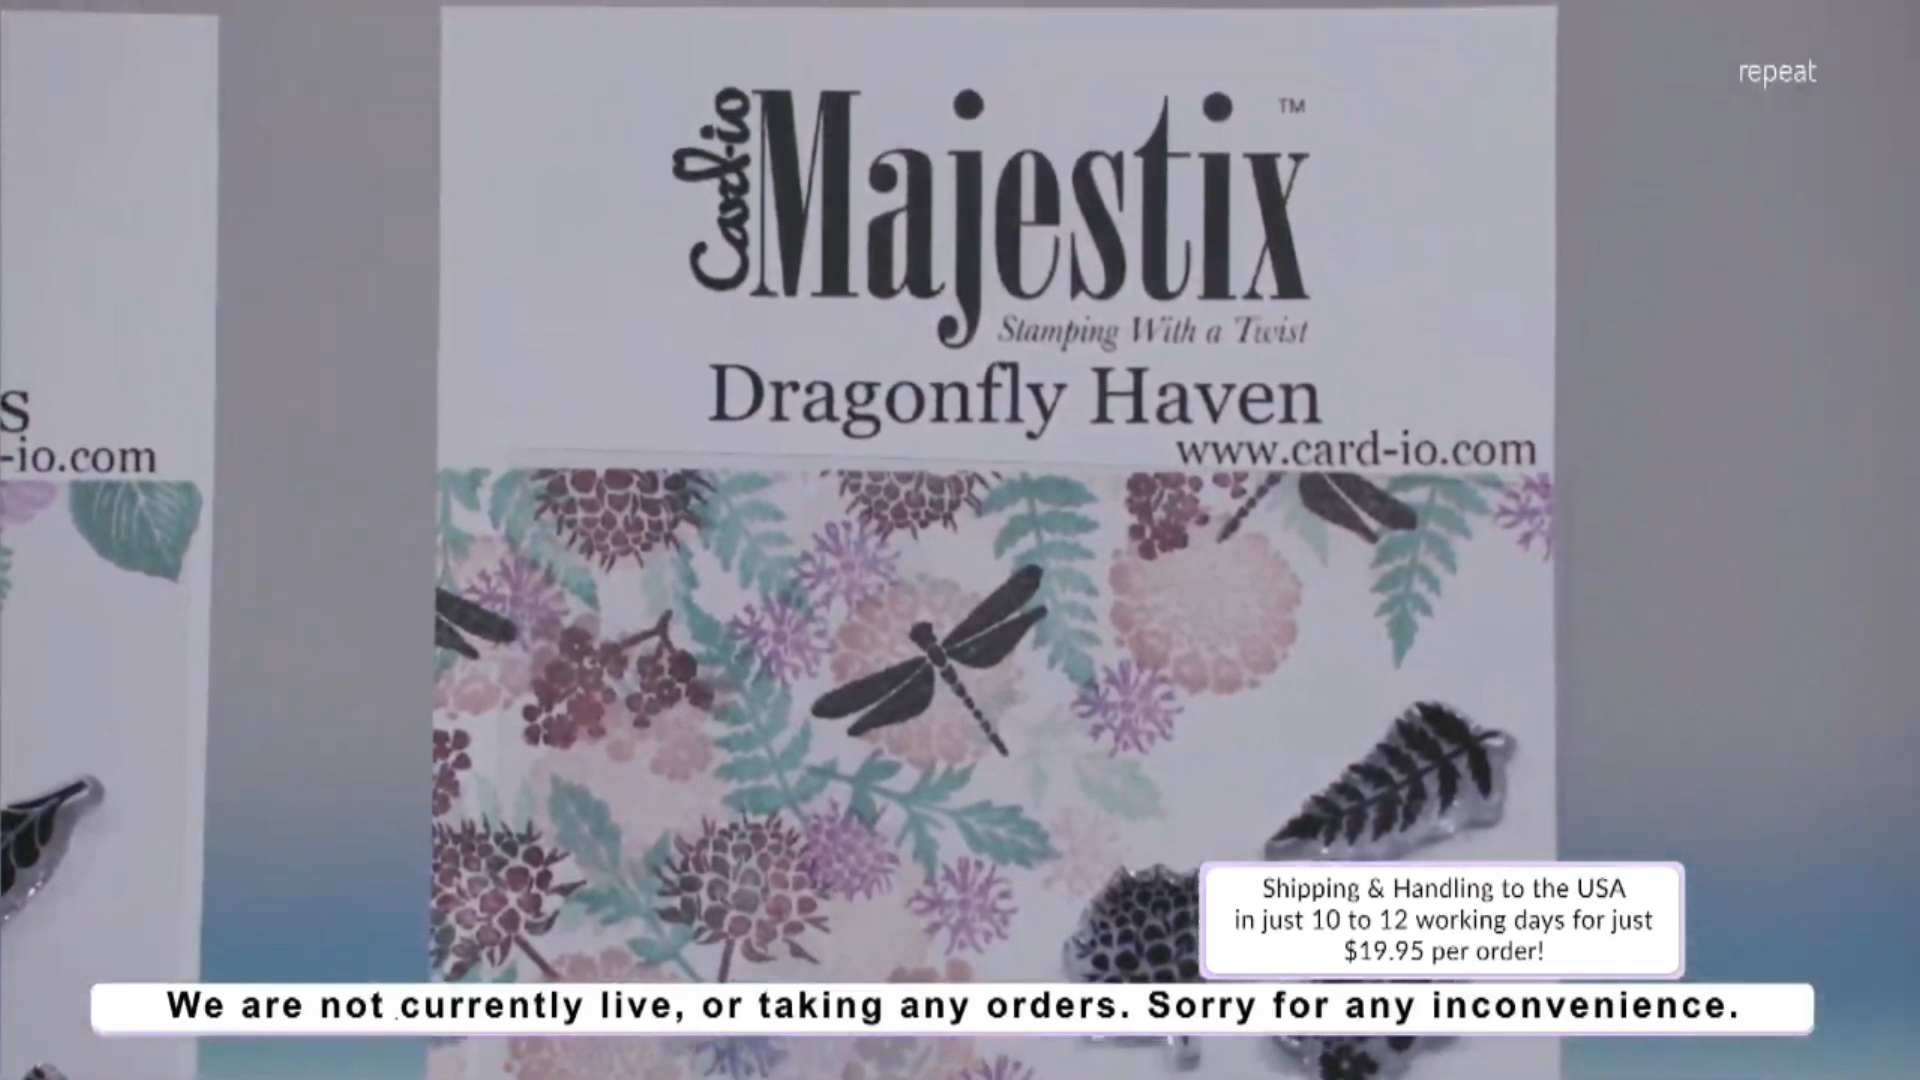 repeat
Card-io
Majestix
™
Stamping With a Twist
Dragonfly Haven
www.card-io.com
s
-io.com
Shipping & Handling to the USA
in just 10 to 12 working days for just
$19.95 per order!
We are not currently live, or taking any orders. Sorry for any inconvenience.